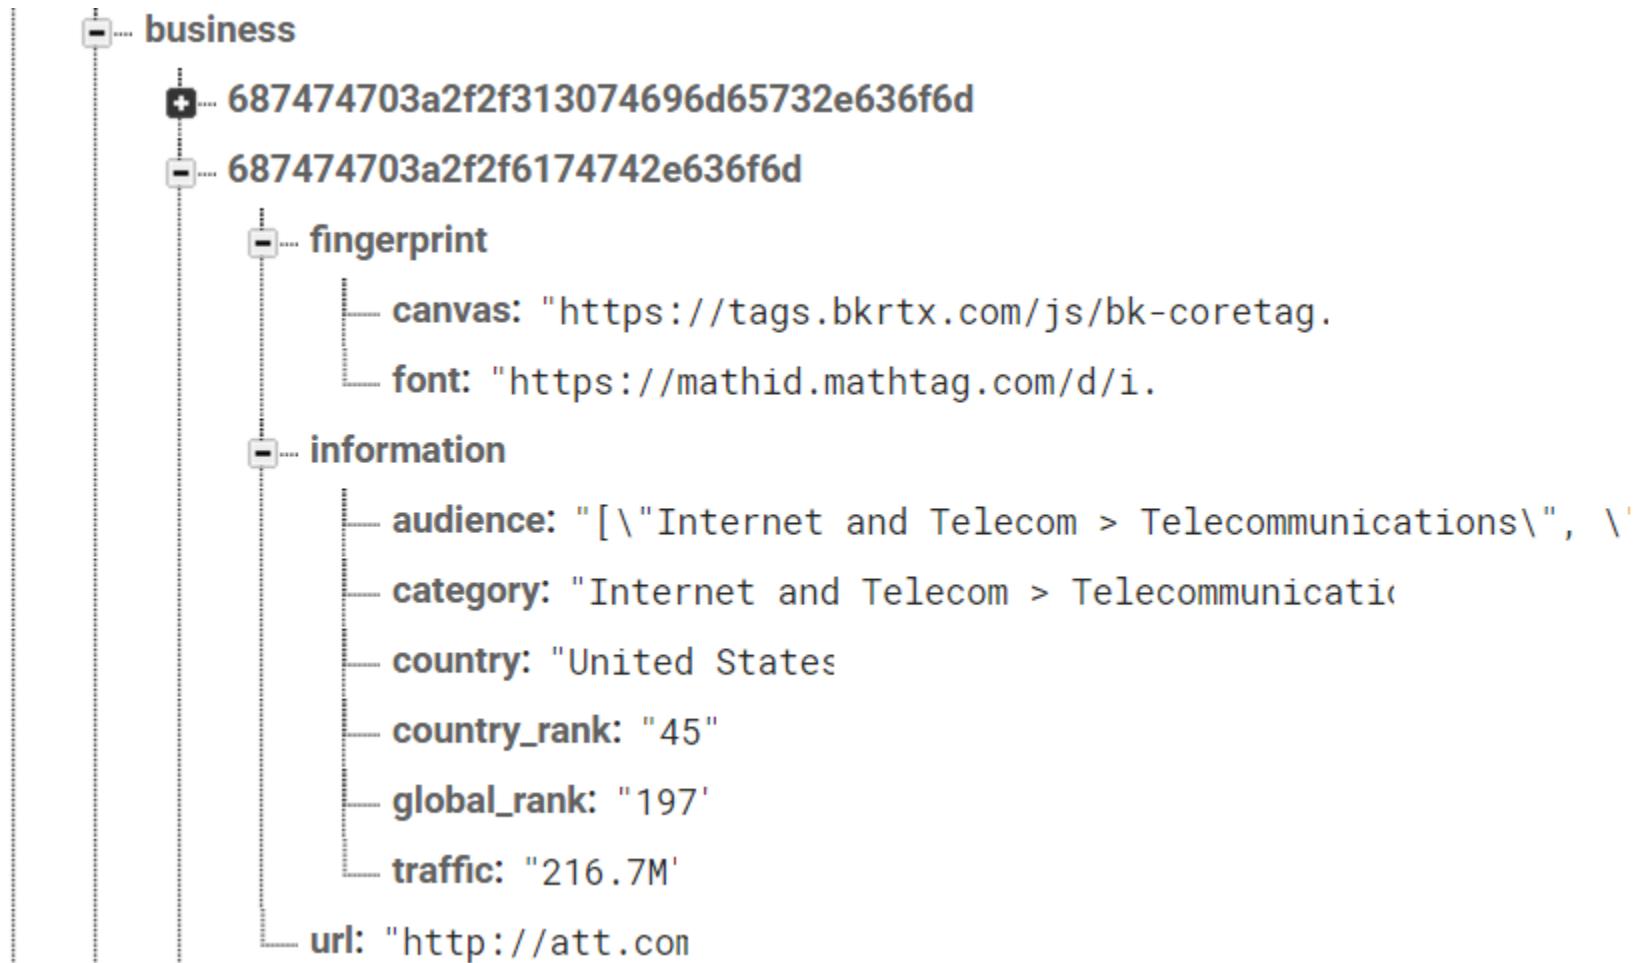 business
687474703a2f2f313074696d65732e636f6d
687474703a2f2f6174742e636f6d
fingerprint
canvas: "https://tags.bkrtx.com/js/bk-coretag.
font: "https://mathid.mathtag.com/d/i.
information
audience: "[\"Internet and Telecom > Telecommunications\", \"
category: "Internet and Telecom > Telecommunicatio
country: "United States
country_rank: "45"
global_rank: "197"
traffic: "216.7M"
url: "http://att.com